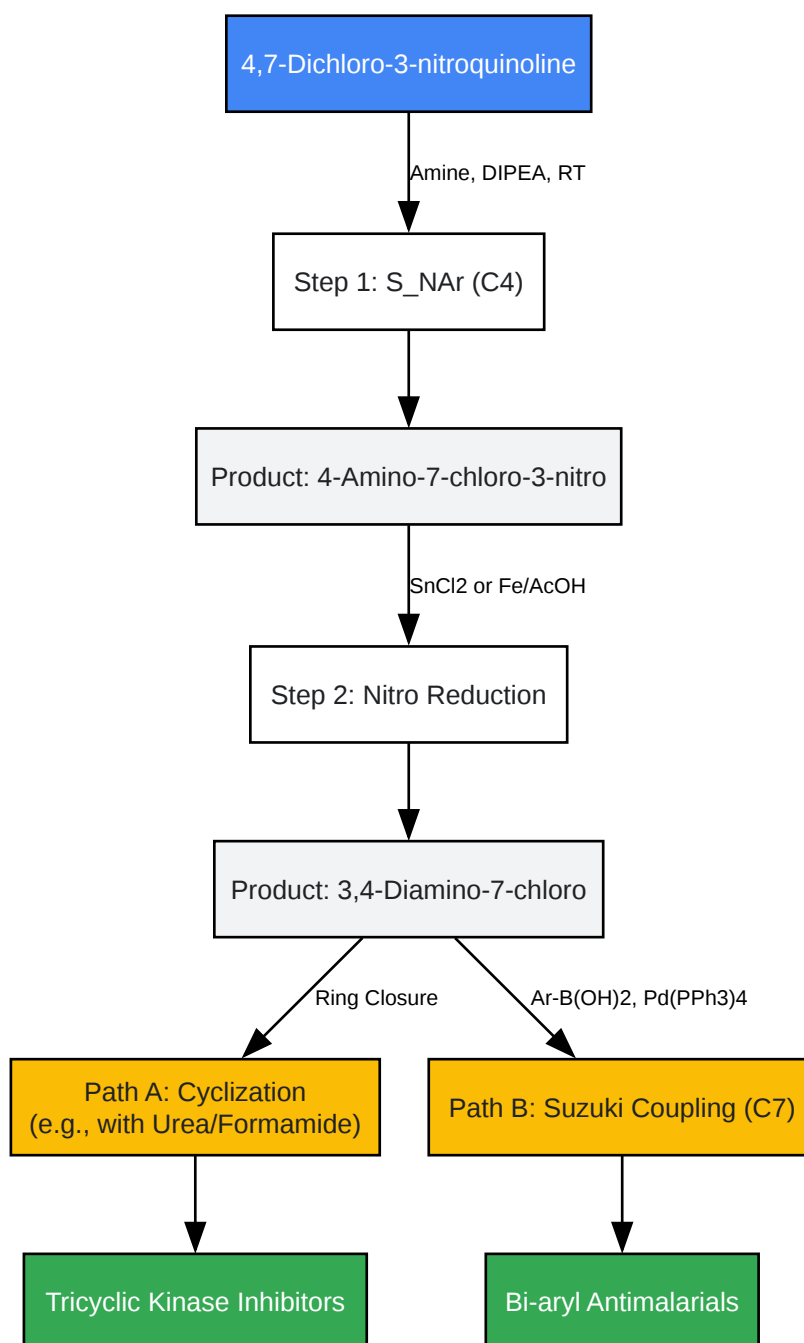 4,7-Dichloro-3-nitroquinoline
Amine, DIPEA, RT
Step 1: S_NAr (C4)
Product: 4-Amino-7-chloro-3-nitro
SnCl2 or Fe/AcOH
Step 2: Nitro Reduction
Product: 3,4-Diamino-7-chloro
Ring Closure
Ar-B(OH)2, Pd(PPh3)4
Path A: Cyclization
(e.g., with Urea/Formamide)
Path B: Suzuki Coupling (C7)
Tricyclic Kinase Inhibitors
Bi-aryl Antimalarials